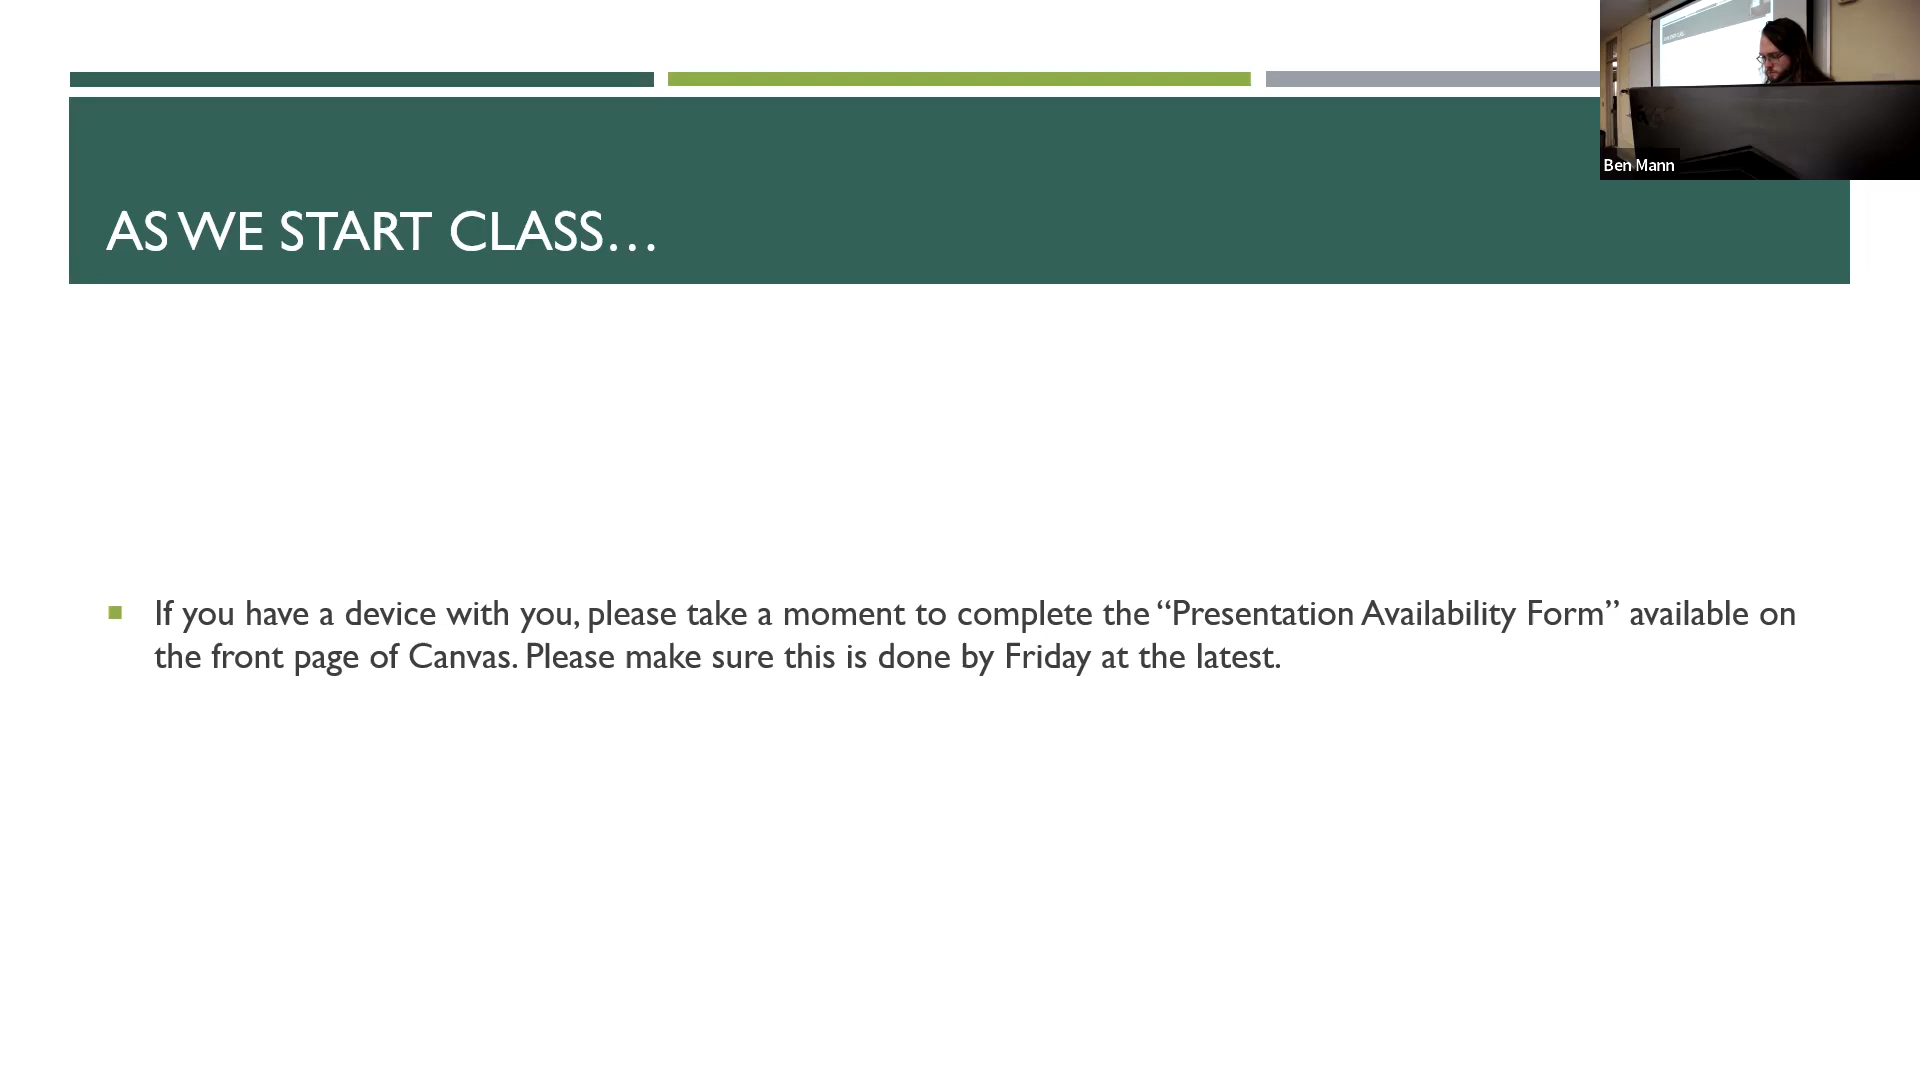 Ben Mann
AS WE START CLASS…
If you have a device with you, please take a moment to complete the “Presentation Availability Form” available on
the front page of Canvas. Please make sure this is done by Friday at the latest.